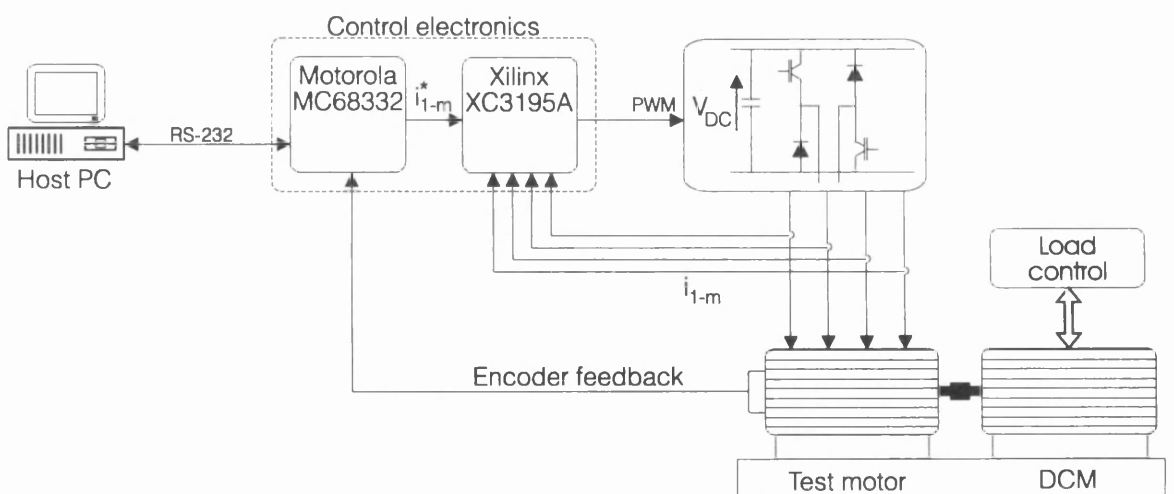 Control electronics
Motorola
MC68332
i*1-m
Xilinx
XC3195A
PWM
VDC
RS-232
Host PC
Load
control
i1-m
Encoder feedback
Test motor
DCM